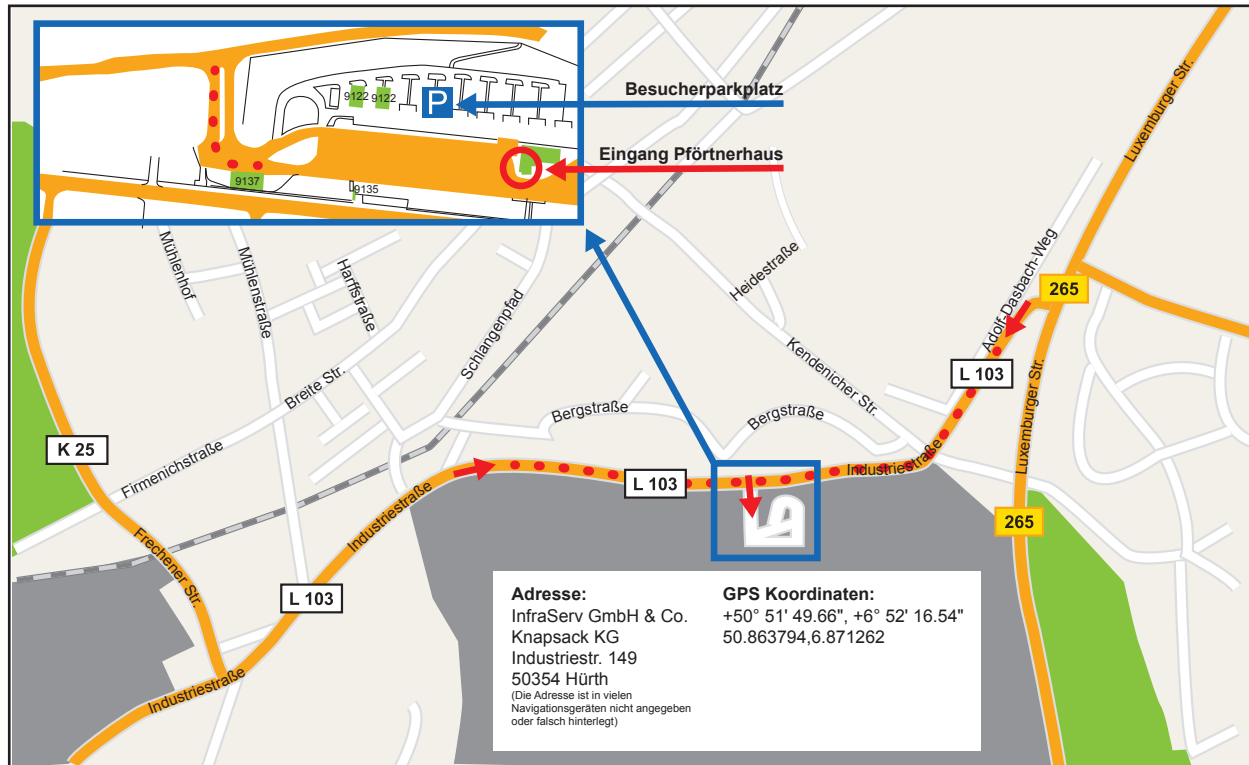 Besucherparkplatz
9122
9122
P
Eingang Pförtnerhaus
9137
9135
Luxemburger Str.
Mühlenhof
Mühlenstraße
Harffstraße
Schlangenpfad
Heidestraße
Adolf-Dasbach-Weg
265
Kendenicher Str.
L 103
Breite Str.
Bergstraße
Bergstraße
Luxemburger Str.
K 25
Firmenichstraße
Industriestraße
L 103
Industriestraße
265
Frechener Str.
L 103
Industriestraße
Adresse:
InfraServ GmbH & Co.
Knapsack KG
Industriestr. 149
50354 Hürth
(Die Adresse ist in vielen
Navigationsgeräten nicht angegeben
oder falsch hinterlegt)
GPS Koordinaten:
+50° 51' 49.66", +6° 52' 16.54"
50.863794,6.871262